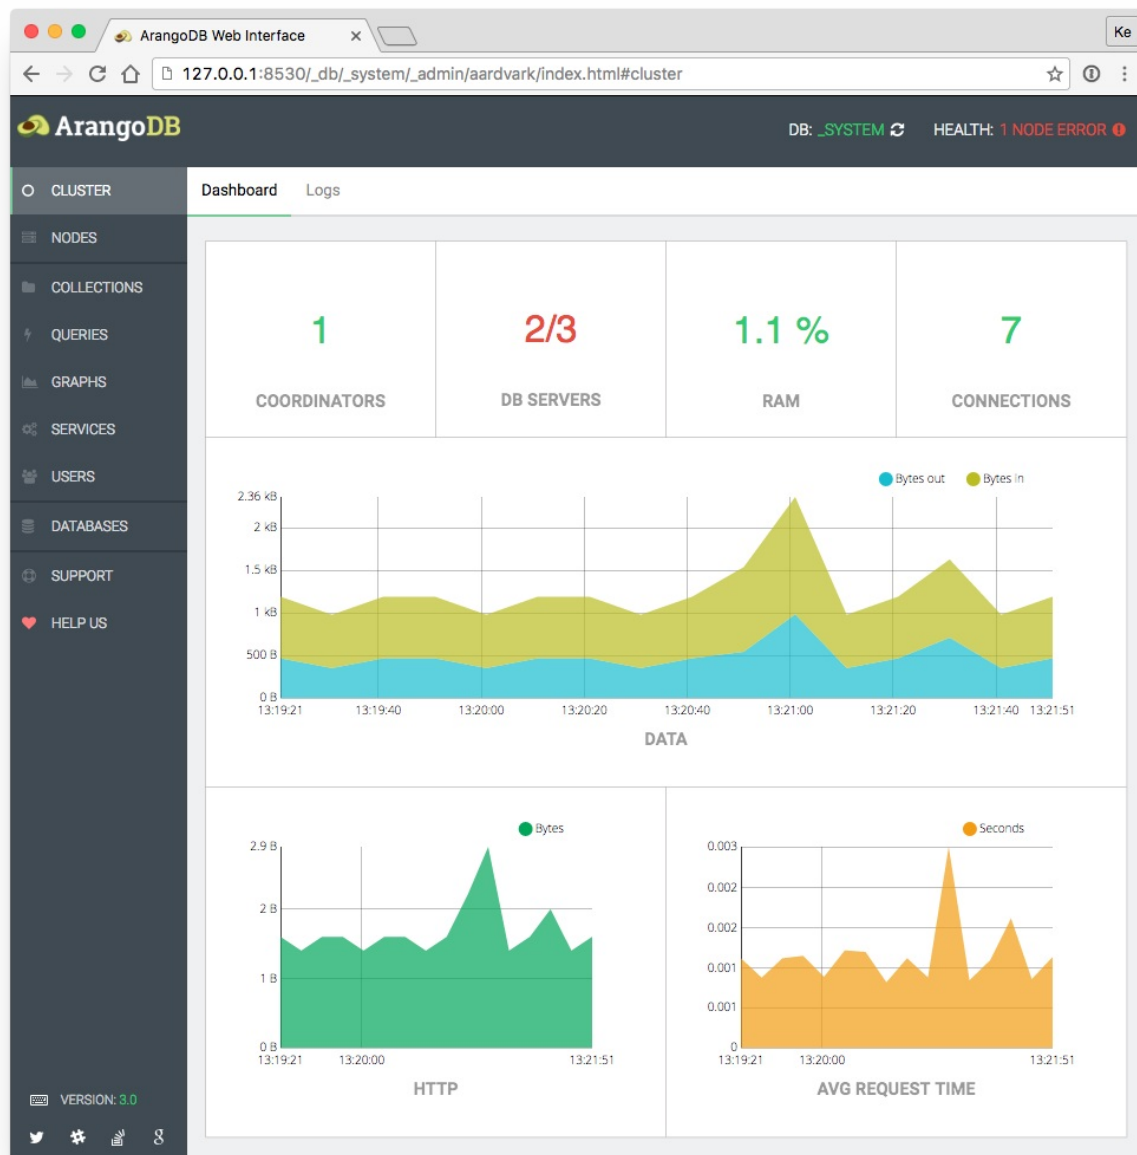 ArangoDB Web Interface
Ke
127.0.0.1:8530/_db/_system/_admin/aardvark/index.html#cluster
ArangoDB
DB: _SYSTEM HEALTH: 1 NODE ERROR
CLUSTER
NODES
COLLECTIONS
QUERIES
GRAPHS
SERVICES
USERS
DATABASES
SUPPORT
HELP US
VERSION: 3.0
Dashboard Logs
1
COORDINATORS
2/3
DB SERVERS
1.1 %
RAM
7
CONNECTIONS
Bytes out Bytes in
2.36 kB
2 kB
1.5 kB
1 kB
500 B
0 B
13:19:21 13:19:40 13:20:00 13:20:20 13:20:40 13:21:00 13:21:20 13:21:40 13:21:51
DATA
Bytes
2.9 B
2 B
1 B
0 B
13:19:21 13:20:00 13:21:51
HTTP
Seconds
0.003
0.002
0.002
0.001
0.001
0
13:19:21 13:20:00 13:21:51
AVG REQUEST TIME